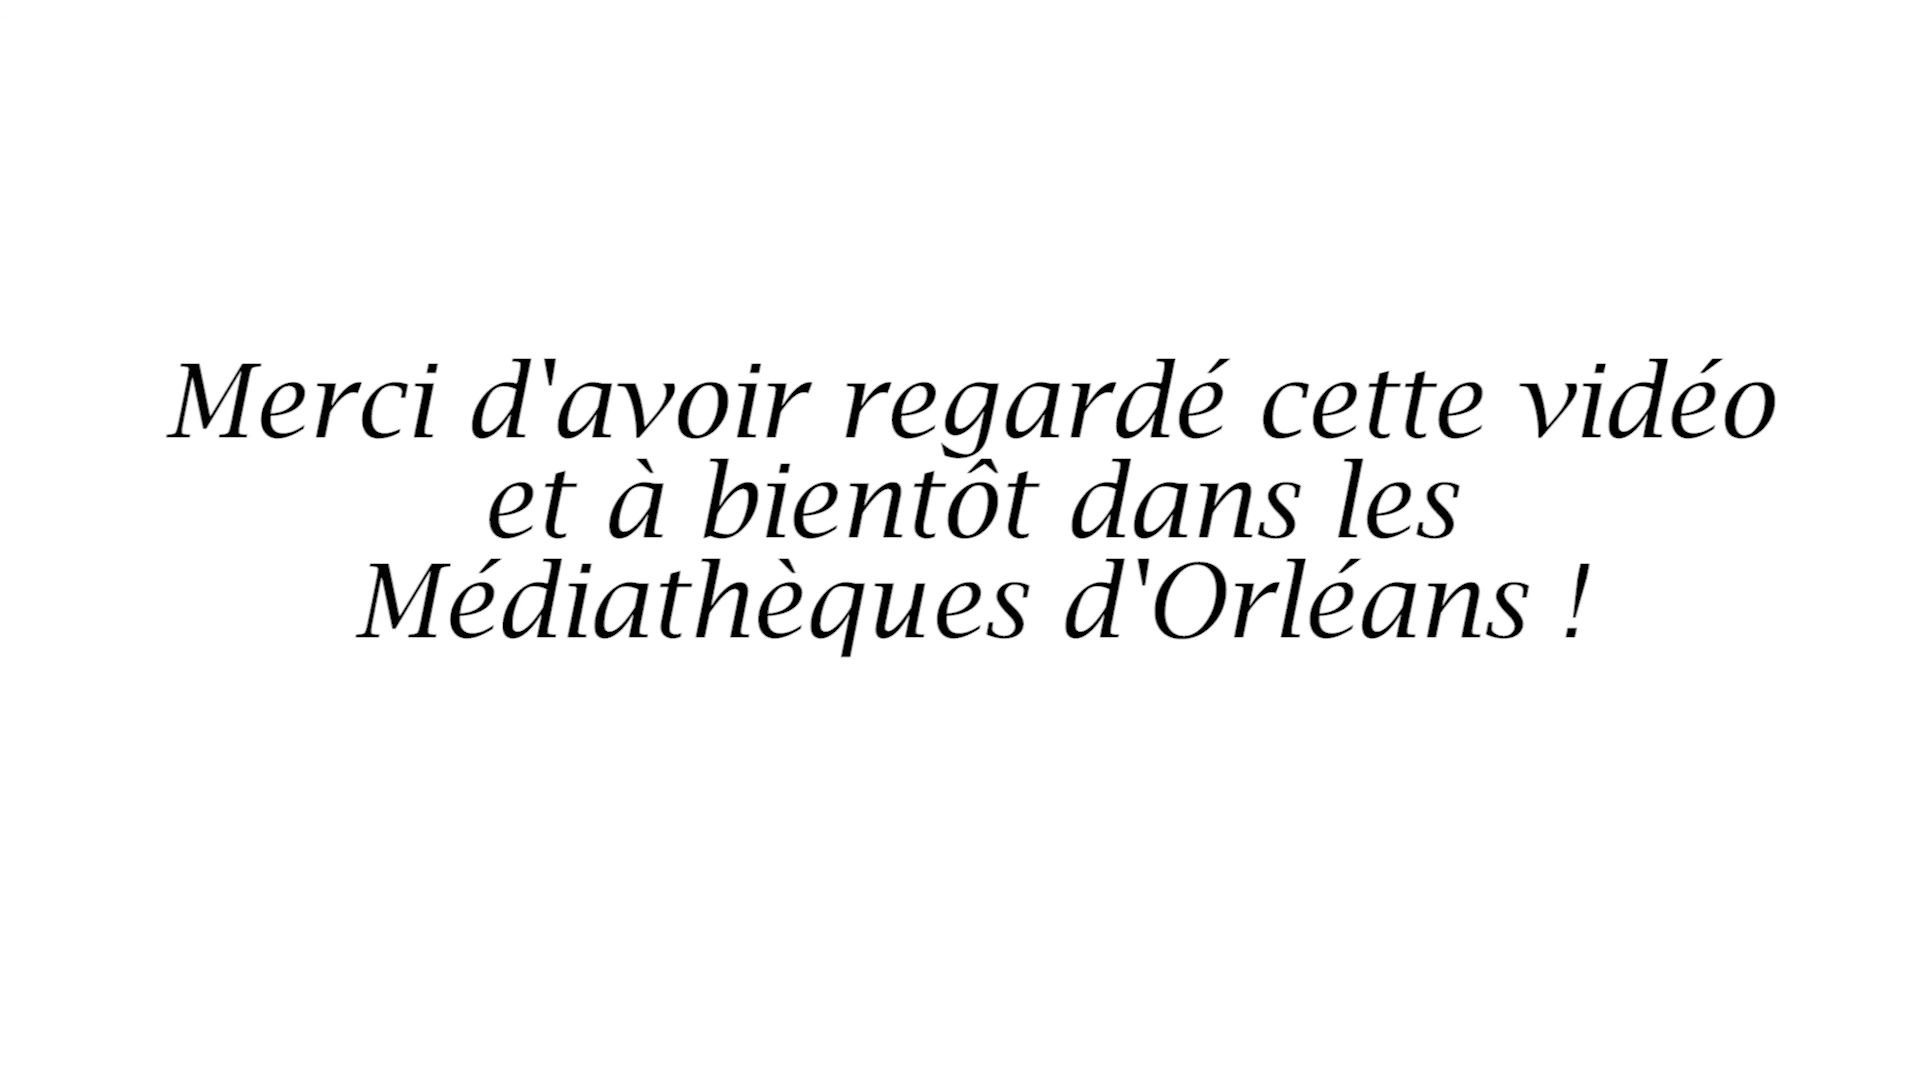 Merci d'avoir regardé cette vidéo
et à bientôt dans les
Médiathèques d'Orléans !